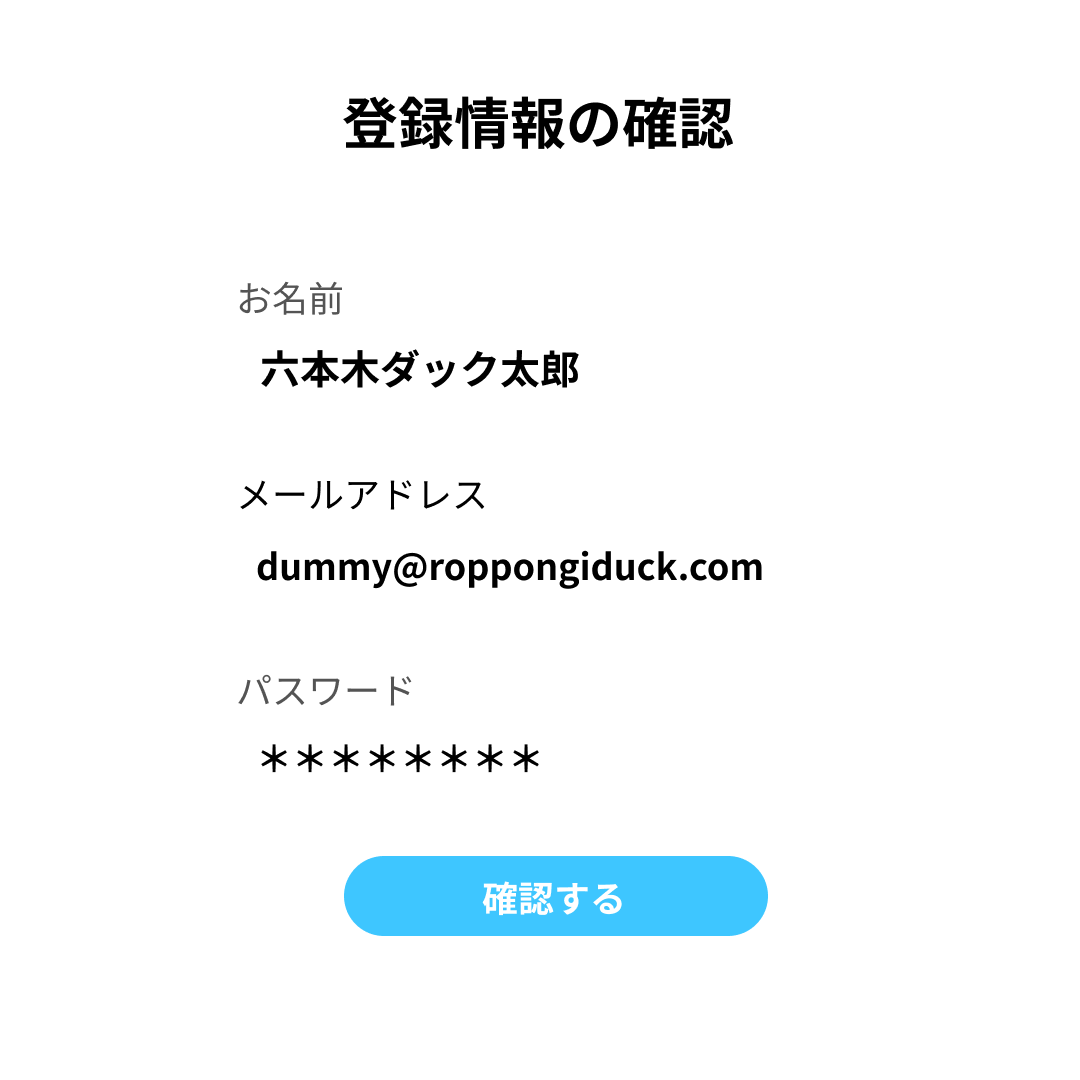 登録情報の確認
お名前
六本木ダック太郎
メールアドレス
dummy@roppongiduck.com
パスワード
＊＊＊＊＊＊＊＊
確認する